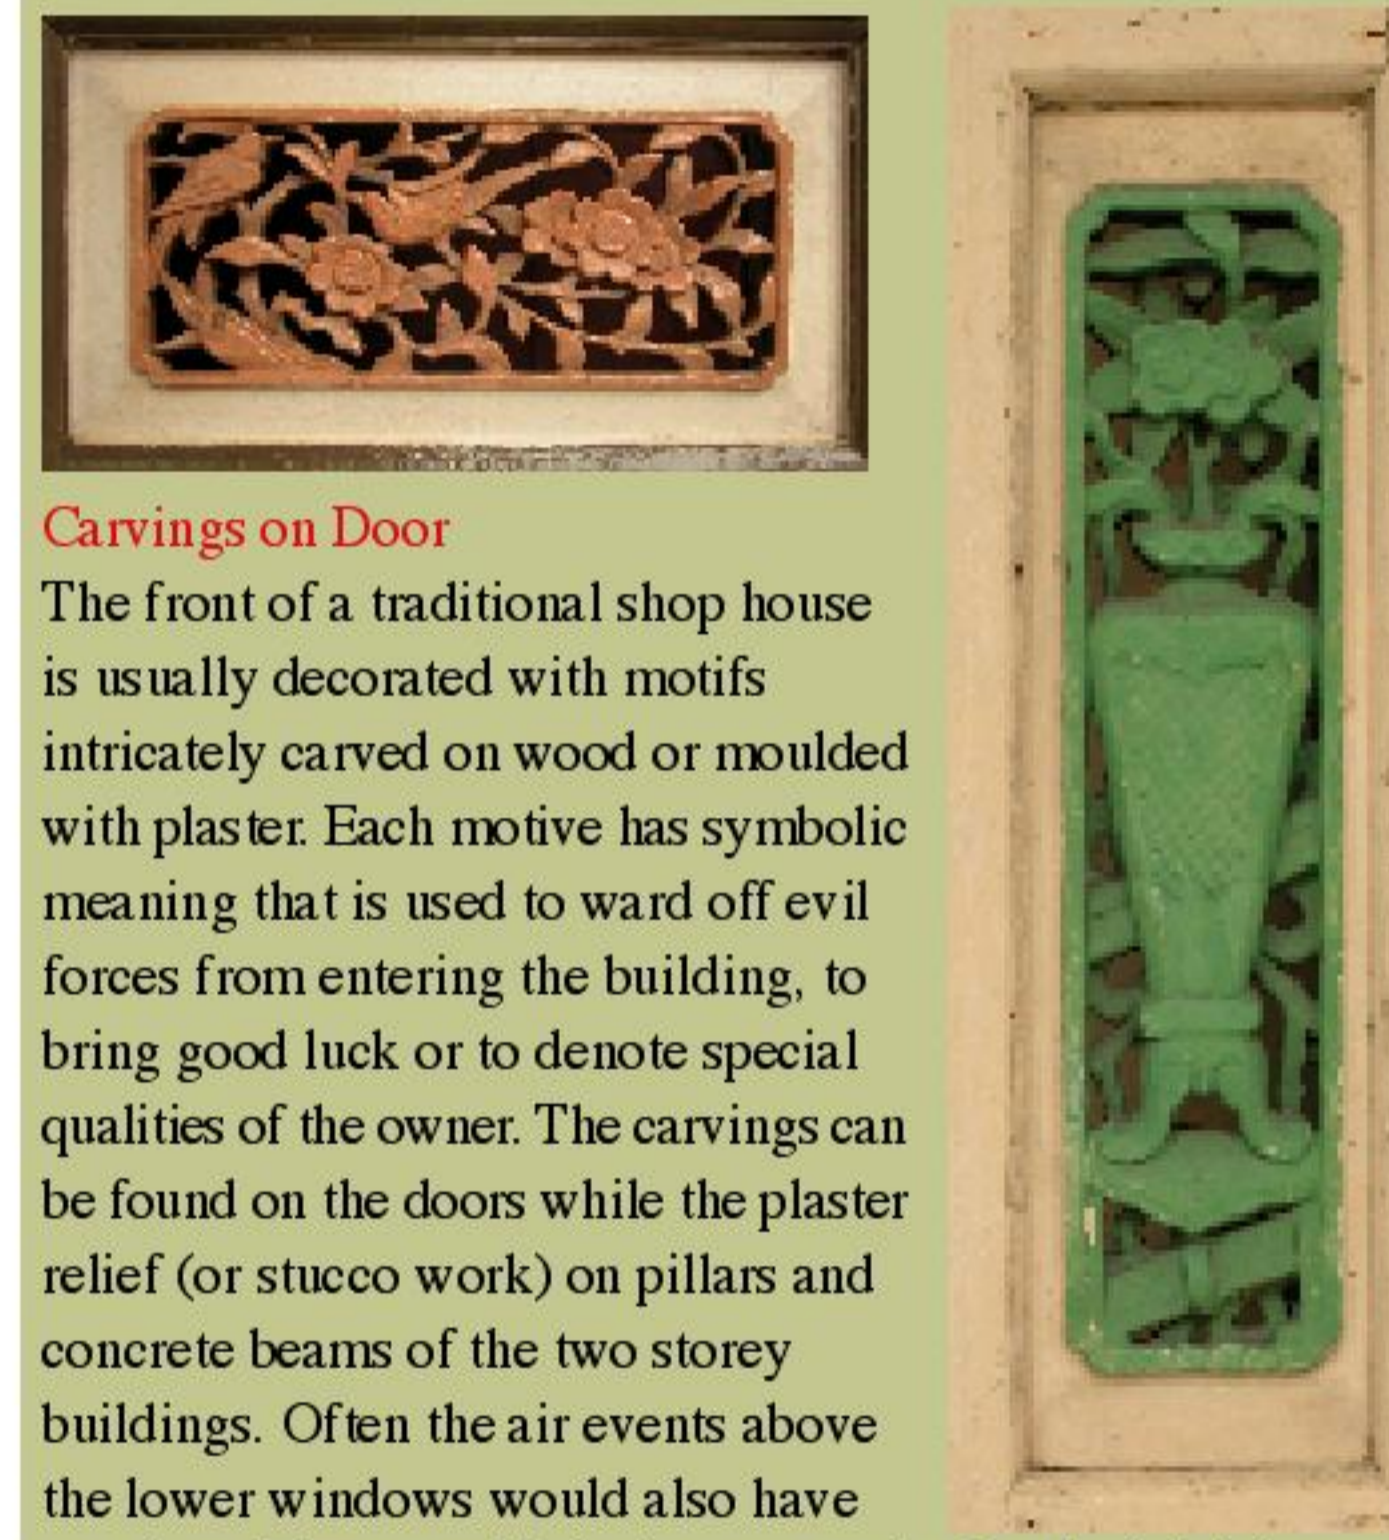 Carvings on Door
The front of a traditional shop house
is usually decorated with motifs
intricately carved on wood or moulded
with plaster. Each motive has symbolic
meaning that is used to ward off evil
forces from entering the building, to
bring good luck or to denote special
qualities of the owner. The carvings can
be found on the doors while the plaster
relief (or stucco work) on pillars and
concrete beams of the two storey
buildings. Often the air events above
the lower windows would also have